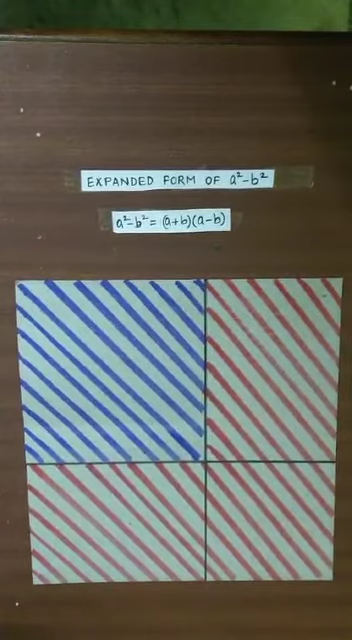 EXPANDED FORM OF a²-b²
a²-b² = (a+b)(a-b)